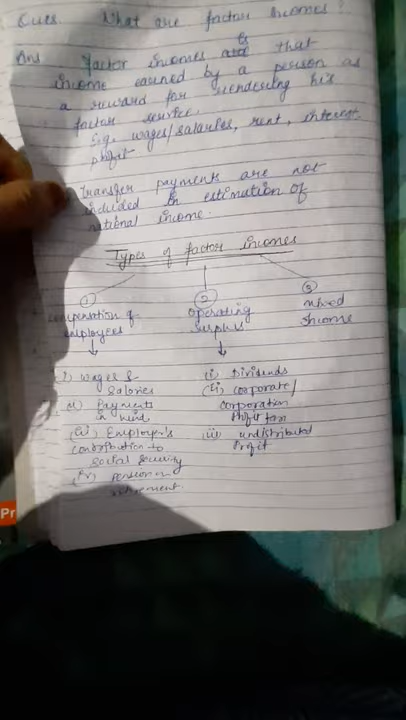 Ques. What are factor incomes?
Ans Factor incomes is that
income earned by a person as
a reward for rendering his
factor service.
E.g. wages/salaries, rent, interest
profit
Transfer payments are not
included in estimation of
national income.
Types of factor incomes
① ② ③
compensation of operating mixed
employees surplus income
i) wages & (i) Dividends
salaries (ii) corporate/
ii) Payments corporation
in kind Profit tax
(iii) Employer's iii) undistributed
contribution to Profit
social security
(iv) Pension on
retirement.
Pr